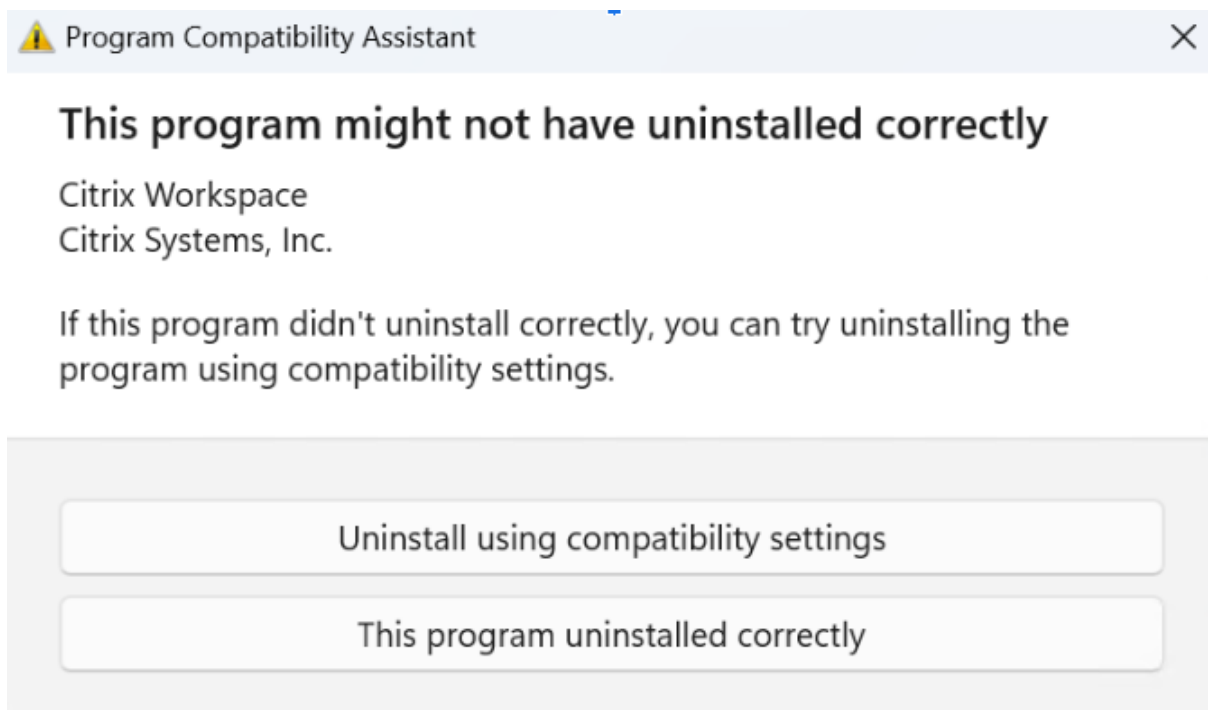 Program Compatibility Assistant
This program might not have uninstalled correctly
Citrix Workspace
Citrix Systems, Inc.
If this program didn't uninstall correctly, you can try uninstalling the
program using compatibility settings.
Uninstall using compatibility settings
This program uninstalled correctly